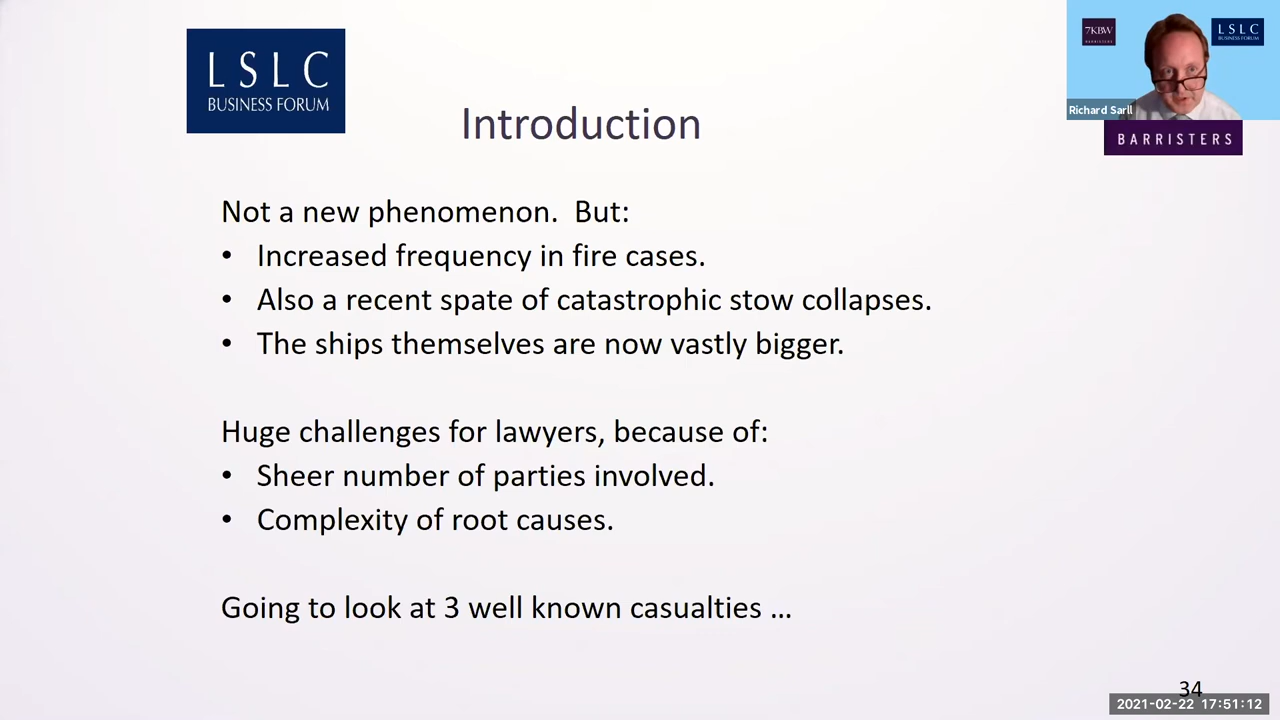 LSLC
BUSINESS FORUM
Introduction
7KBW
BARRISTERS
LSLC
BUSINESS FORUM
Richard Sarll
BARRISTERS
Not a new phenomenon. But:
• Increased frequency in fire cases.
• Also a recent spate of catastrophic stow collapses.
• The ships themselves are now vastly bigger.
Huge challenges for lawyers, because of:
• Sheer number of parties involved.
• Complexity of root causes.
Going to look at 3 well known casualties ...
34
2021-02-22 17:51:12